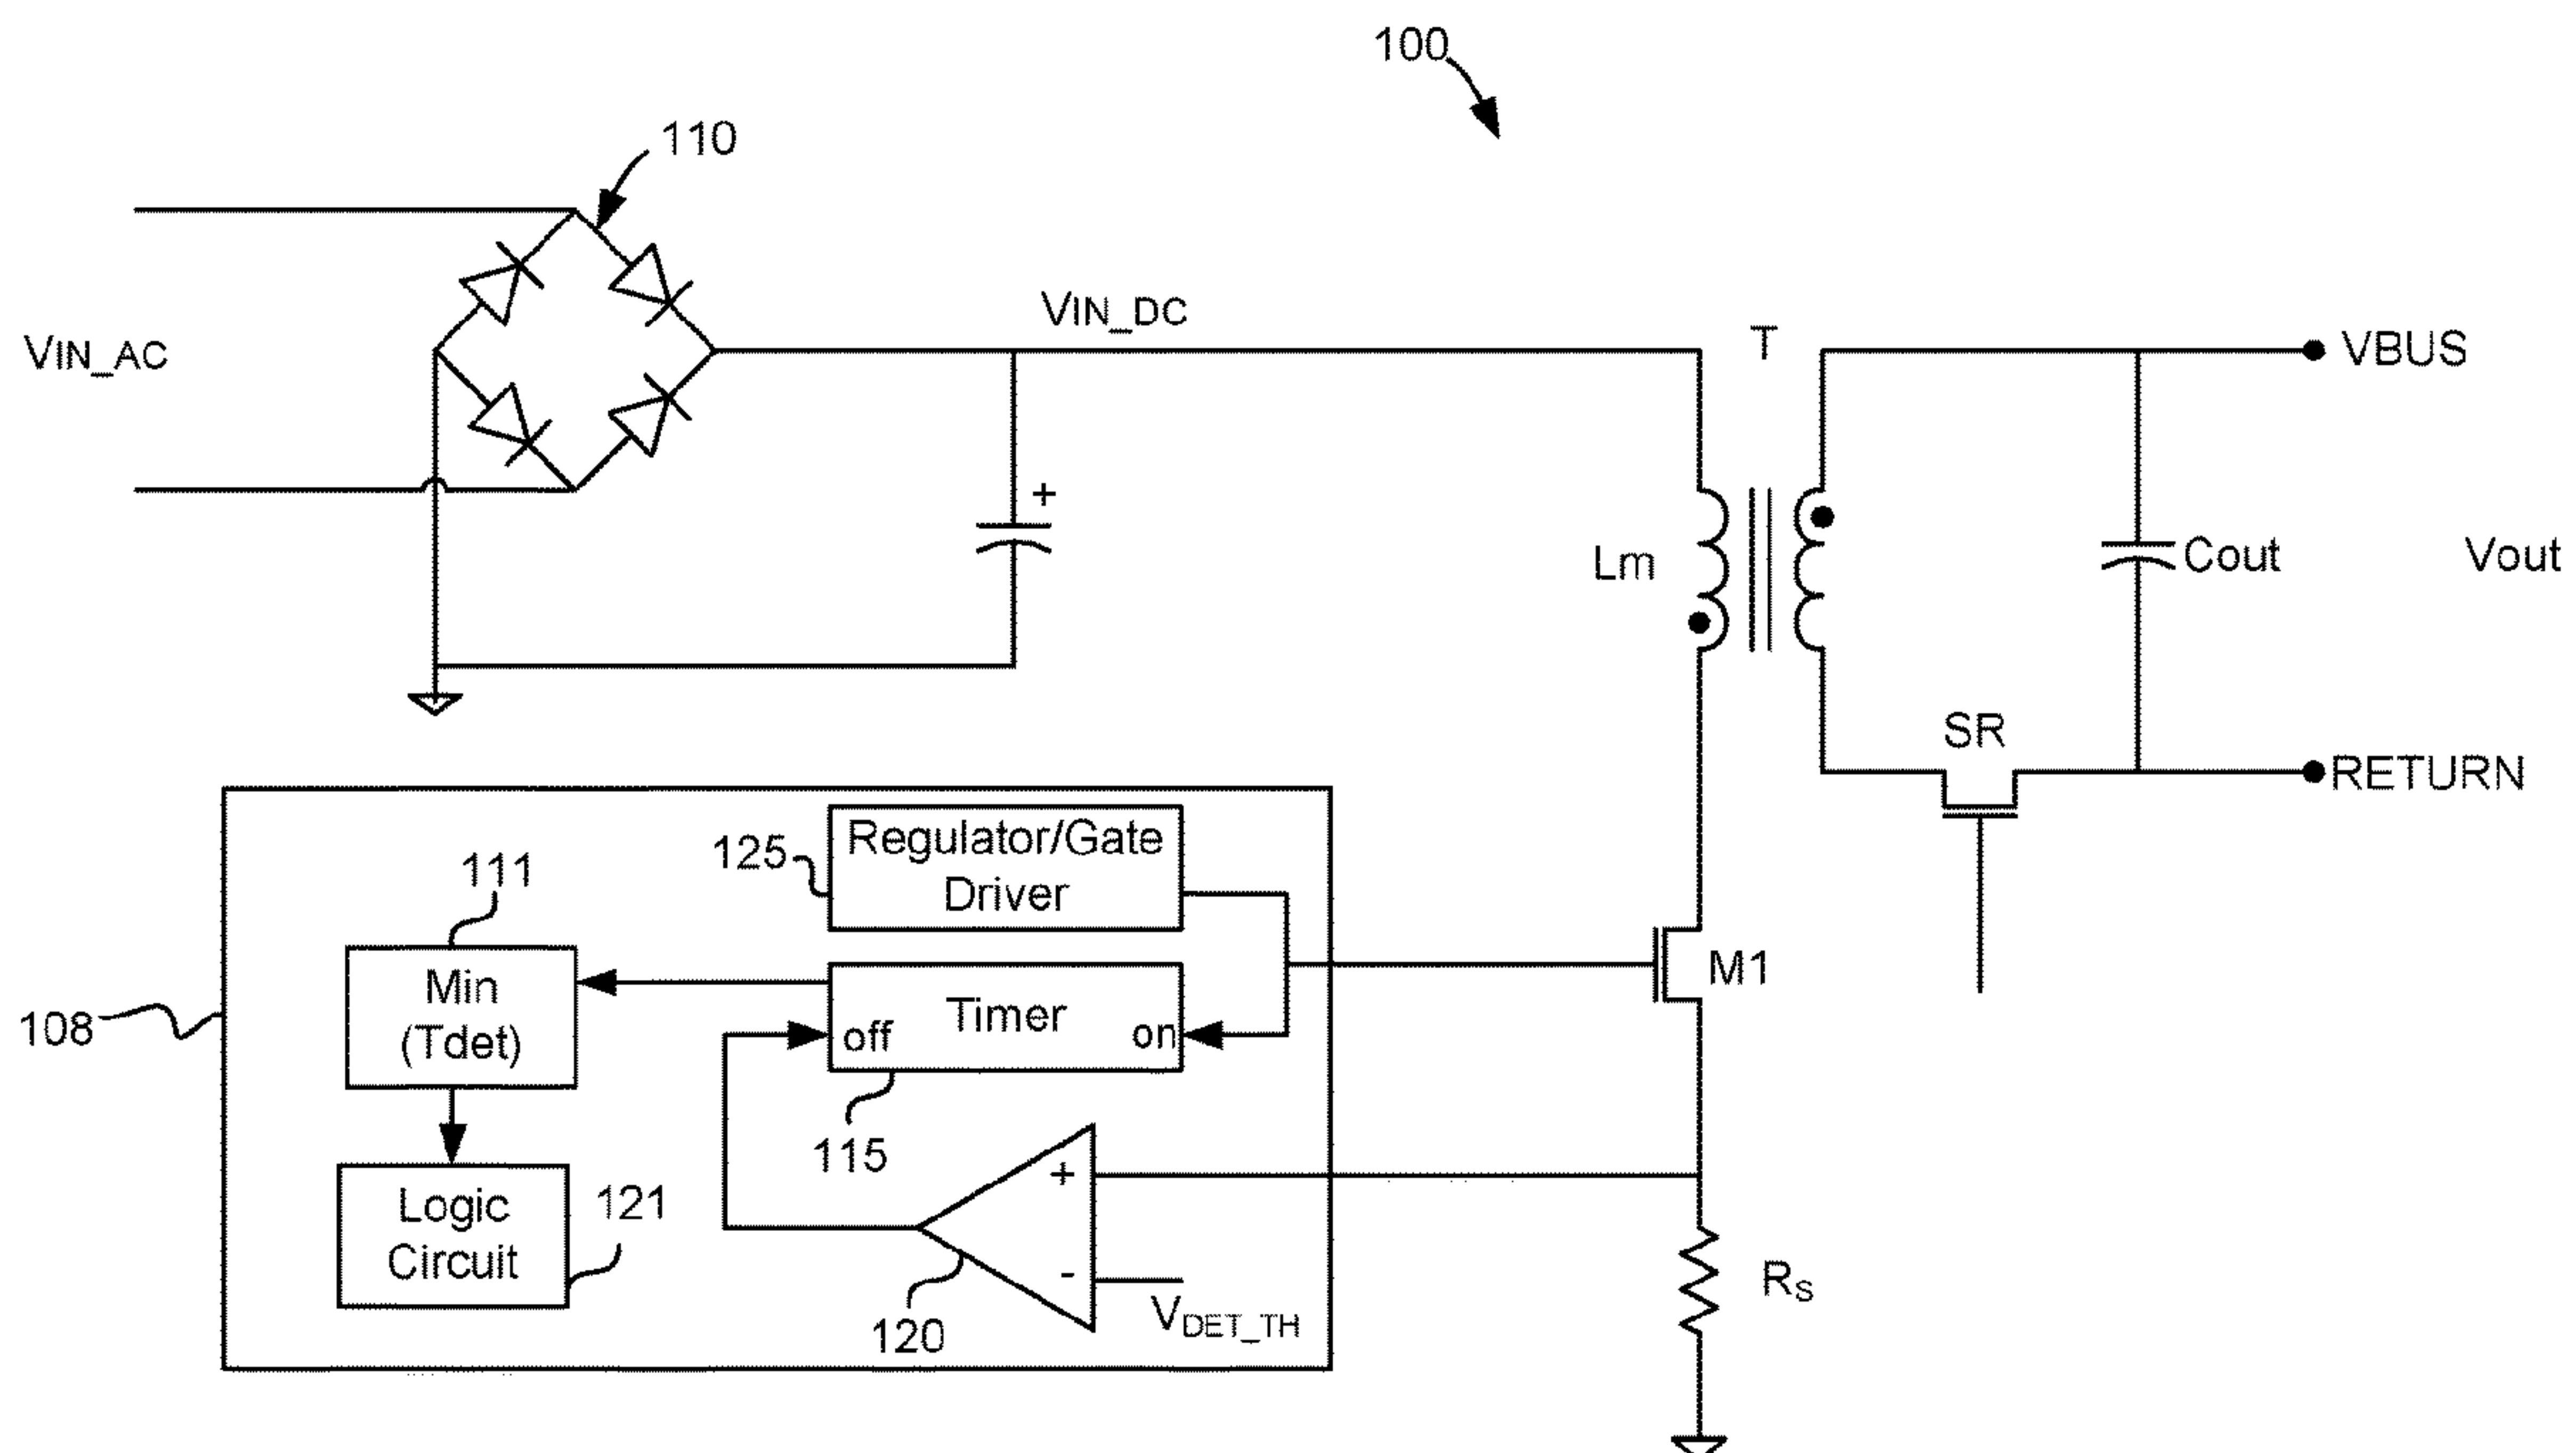 100
110
VIN_AC
VIN_DC
T
VBUS
+
Lm
Cout
Vout
SR
RETURN
125
Regulator/Gate
Driver
111
Min
(Tdet)
108
off
Timer
on
M1
115
+
Logic
Circuit
121
-
VDET_TH
120
RS